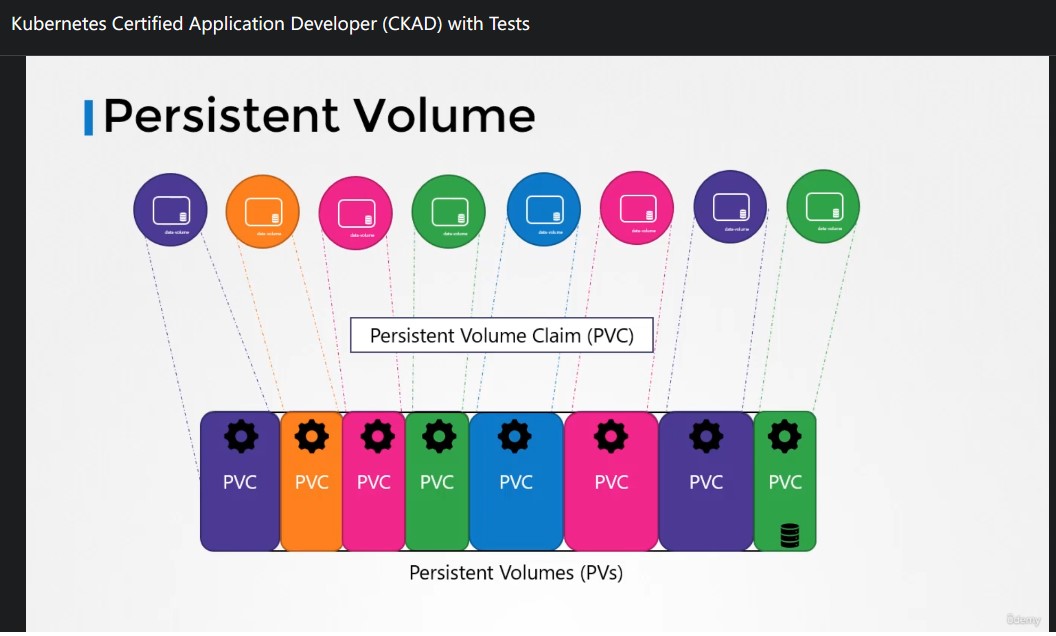 Kubernetes Certified Application Developer (CKAD) with Tests
Persistent Volume
data-volume data-volume data-volume data-volume data-volume data-volume data-volume data-volume
Persistent Volume Claim (PVC)
PVC PVC PVC PVC PVC PVC PVC PVC
Persistent Volumes (PVs)
ûdemy